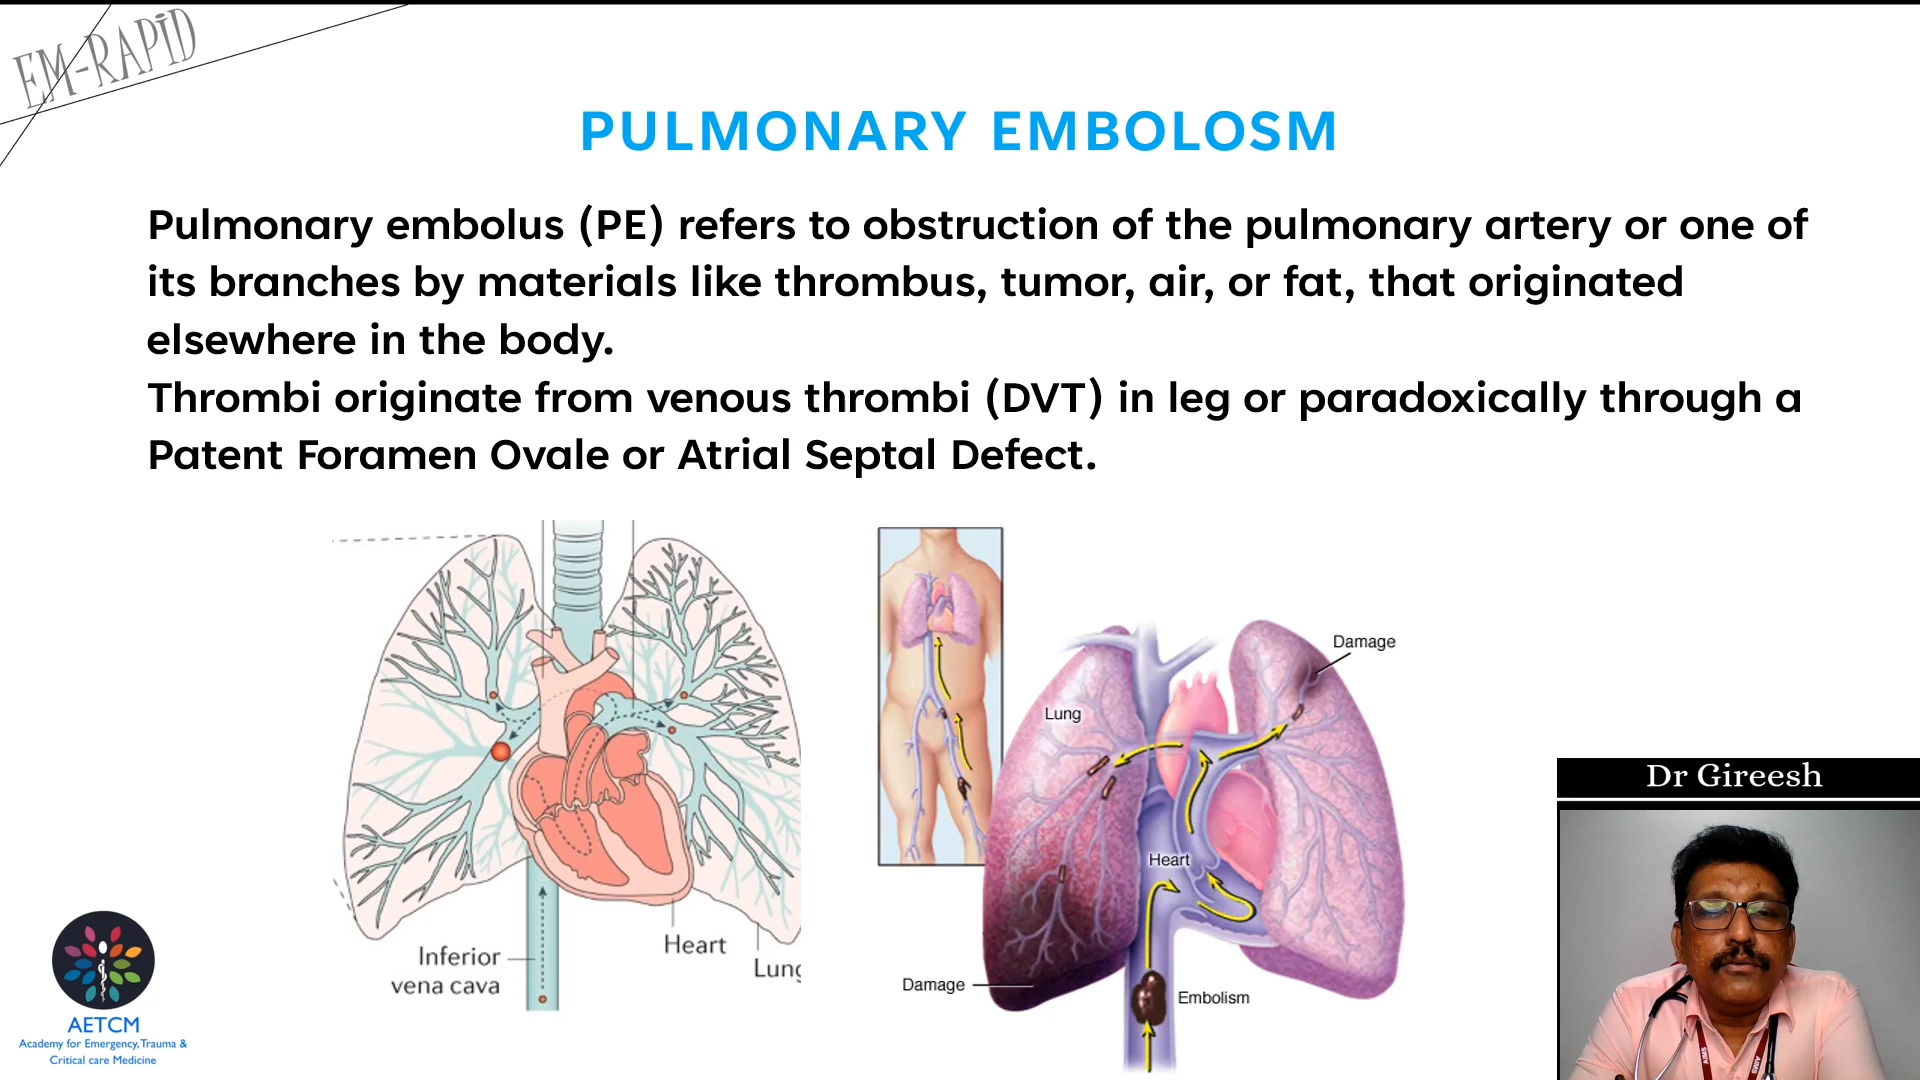 EM-RAPID
PULMONARY EMBOLOSM
Pulmonary embolus (PE) refers to obstruction of the pulmonary artery or one of
its branches by materials like thrombus, tumor, air, or fat, that originated
elsewhere in the body.
Thrombi originate from venous thrombi (DVT) in leg or paradoxically through a
Patent Foramen Ovale or Atrial Septal Defect.
Inferior
vena cava
Heart
Lung
Damage
Lung
Heart
Damage
Embolism
Dr Gireesh
AIMS
AIMS
AETCM
Academy for Emergency,Trauma &
Critical care Medicine